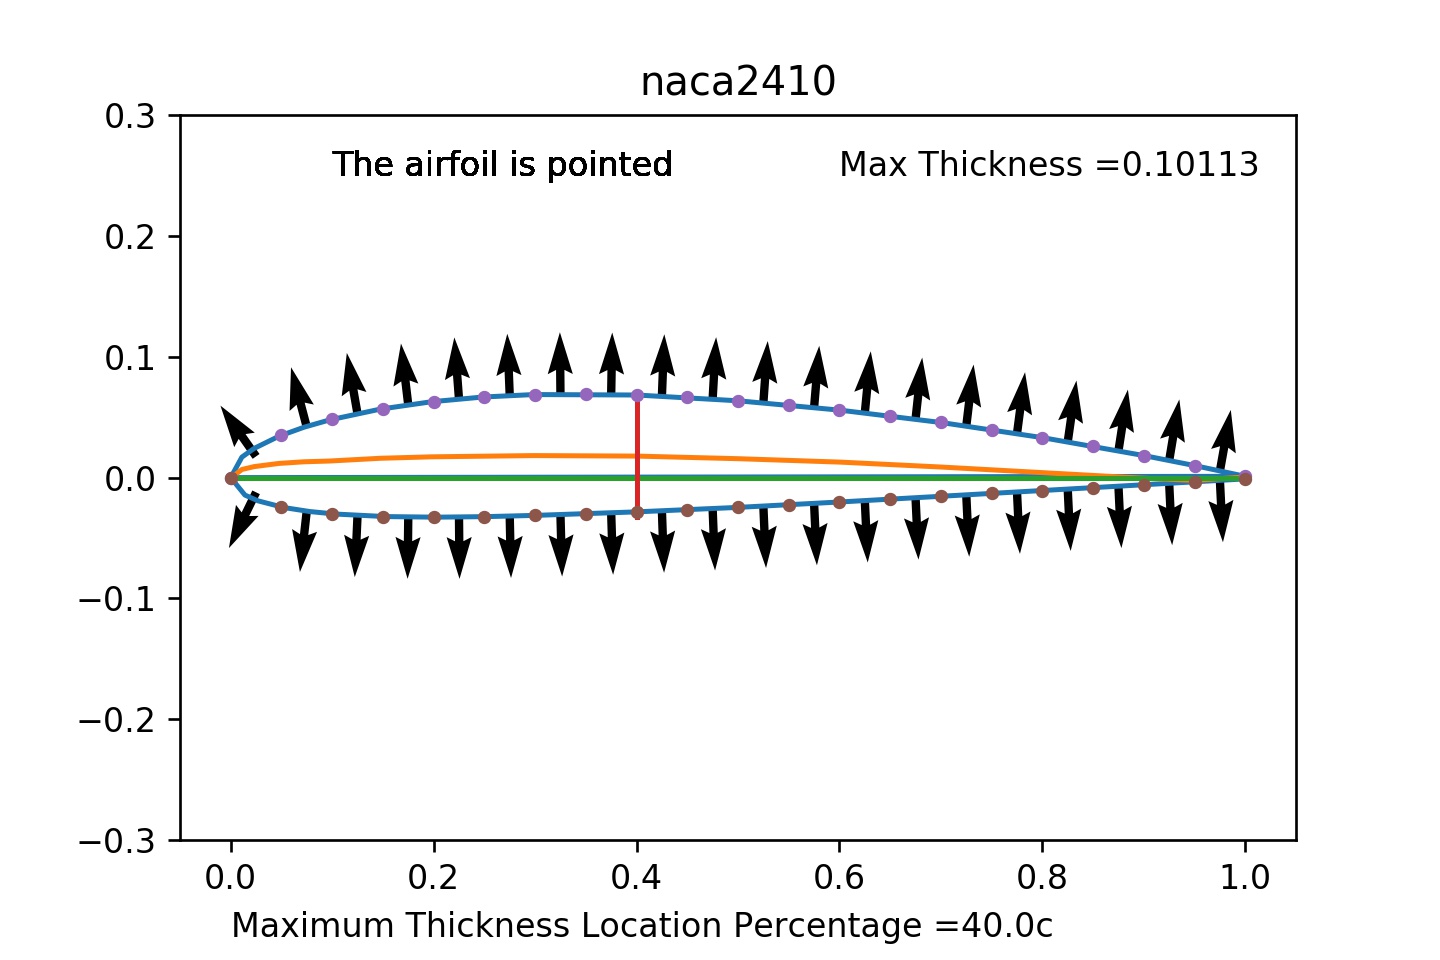 naca2410
The airfoil is pointed
Max Thickness =0.10113
0.3
0.2
0.1
0.0
−0.1
−0.2
−0.3
0.0 0.2 0.4 0.6 0.8 1.0
Maximum Thickness Location Percentage =40.0c